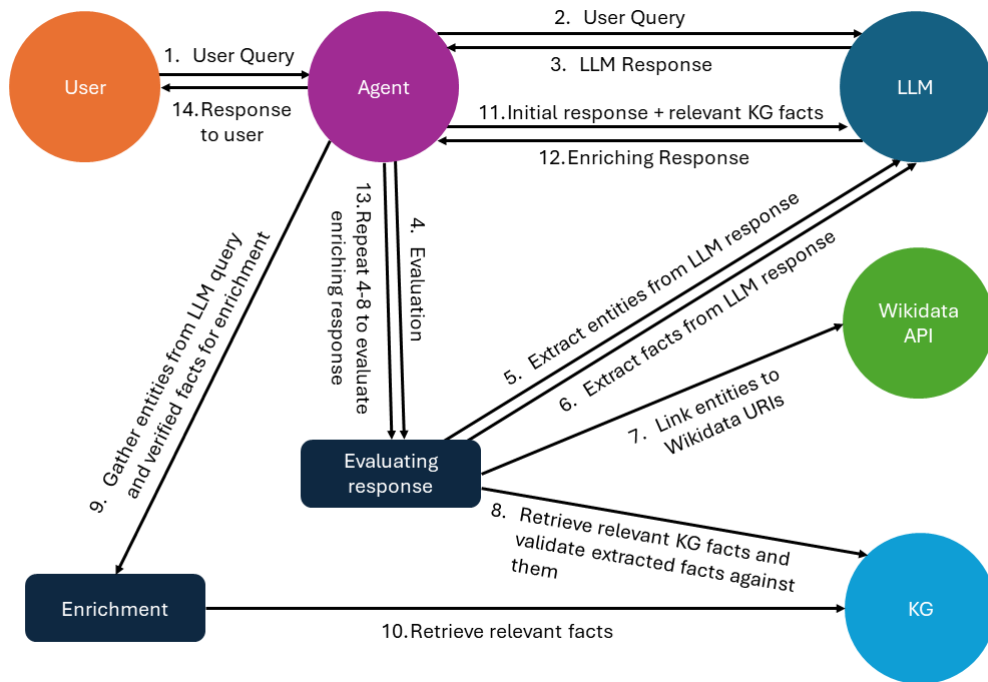 User
1. User Query
14. Response
to user
Agent
2. User Query
3. LLM Response
11. Initial response + relevant KG facts
12. Enriching Response
LLM
13. Repeat 4-8 to evaluate
enriching response
4. Evaluation
5. Extract entities from LLM response
6. Extract facts from LLM response
Wikidata
API
7. Link entities to
Wikidata URIs
9. Gather entities from LLM query
and verified facts for enrichment
Evaluating
response
8. Retrieve relevant KG facts and
validate extracted facts against
them
Enrichment
10. Retrieve relevant facts
KG